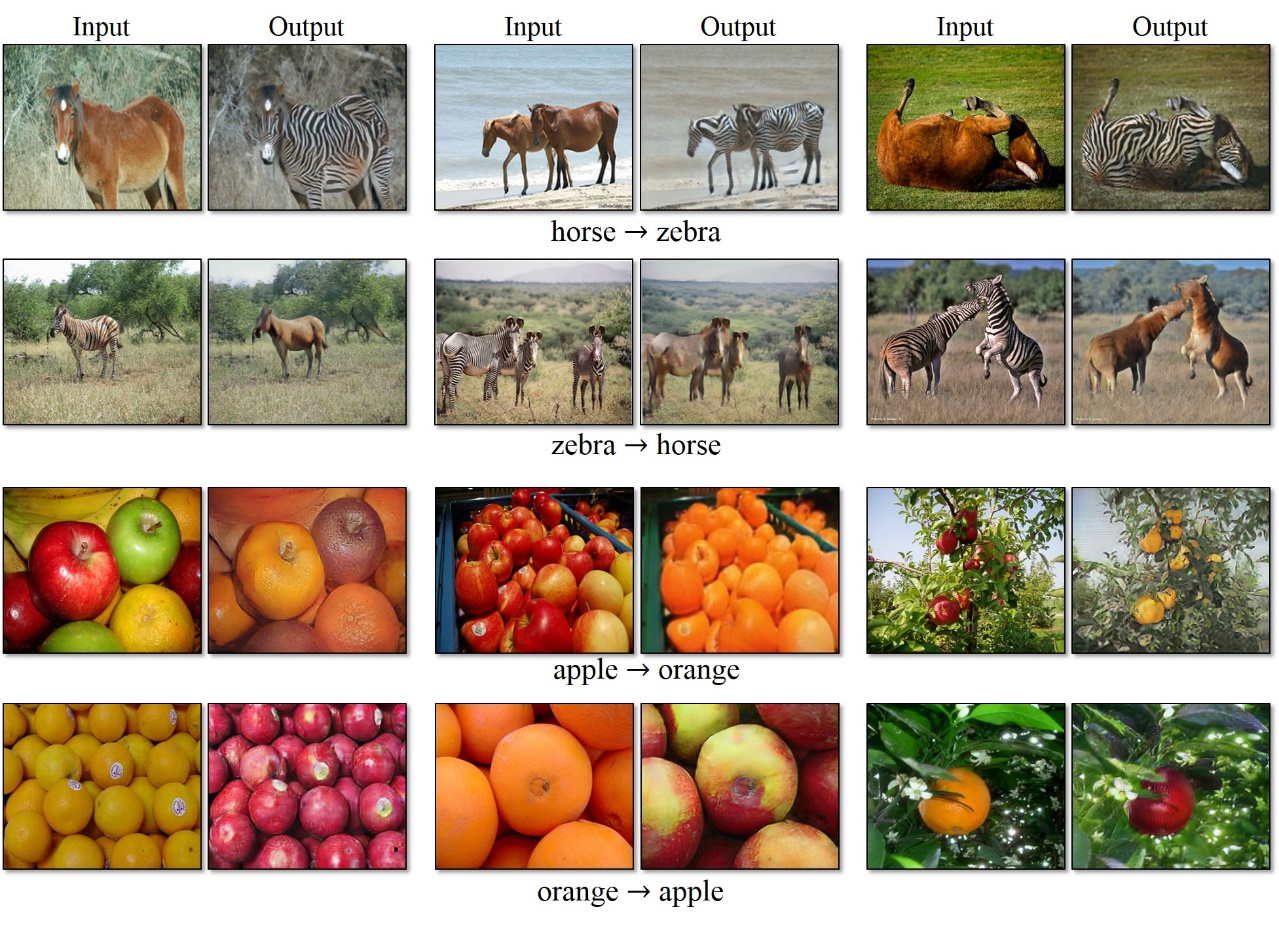 Input Output Input Output Input Output
horse → zebra
zebra → horse
apple → orange
orange → apple